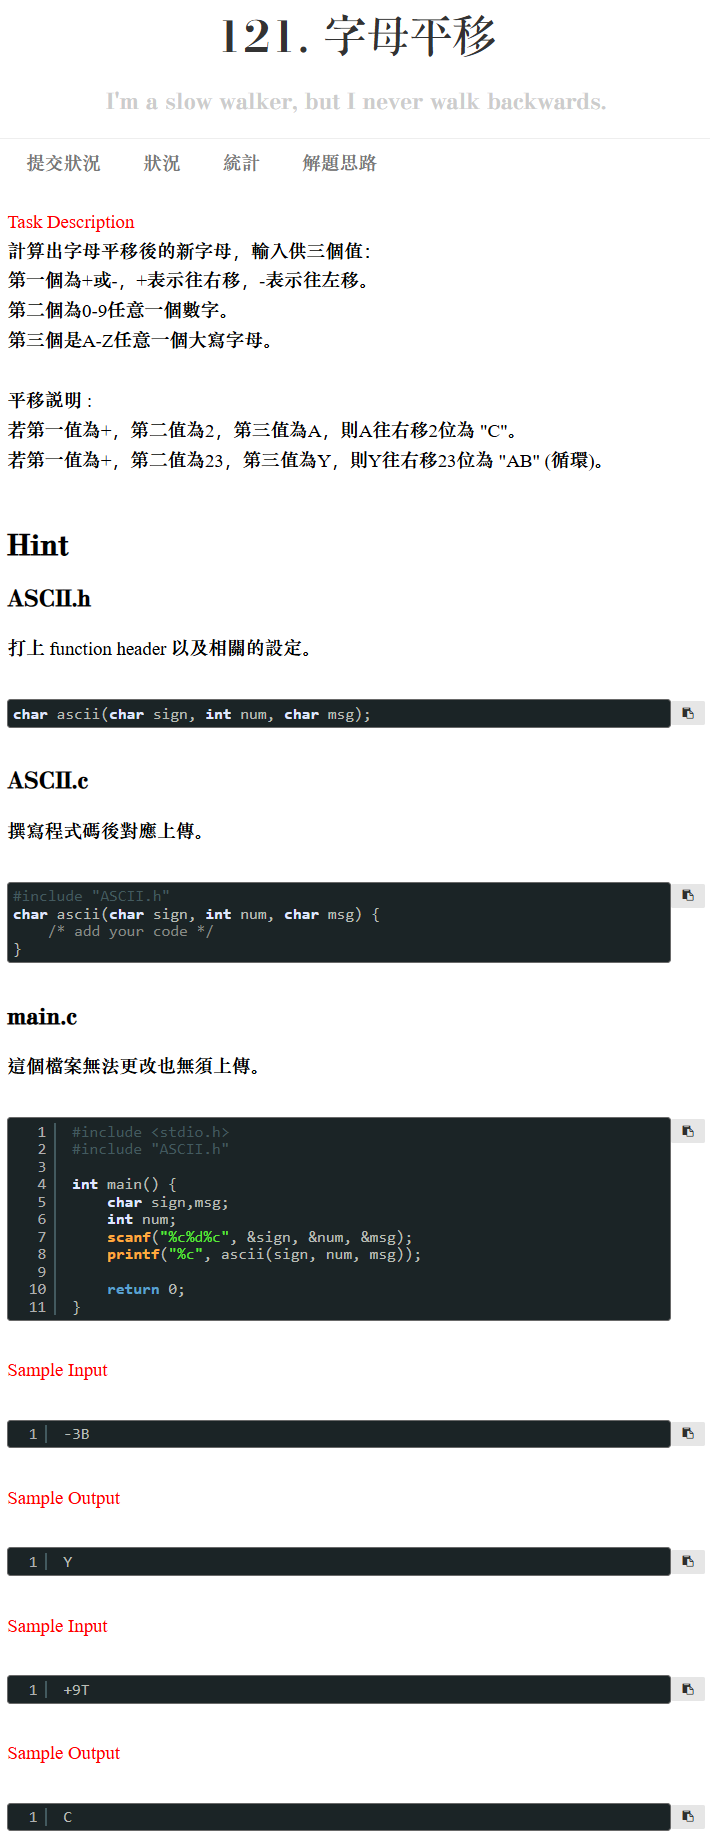 121. 字母平移
I'm a slow walker, but I never walk backwards.
提交狀況 狀況 統計 解題思路
Task Description
計算出字母平移後的新字母，輸入供三個值：
第一個為+或-，+表示往右移，-表示往左移。
第二個為0-9任意一個數字。
第三個是A-Z任意一個大寫字母。
平移説明 :
若第一值為+，第二值為2，第三值為A，則A往右移2位為 "C"。
若第一值為+，第二值為23，第三值為Y，則Y往右移23位為 "AB" (循環)。
Hint
ASCII.h
打上 function header 以及相關的設定。
char ascii(char sign, int num, char msg);
ASCII.c
撰寫程式碼後對應上傳。
#include "ASCII.h"
char ascii(char sign, int num, char msg) {
    /* add your code */
}
main.c
這個檔案無法更改也無須上傳。
1 #include <stdio.h>
2 #include "ASCII.h"
3
4 int main() {
5     char sign,msg;
6     int num;
7     scanf("%c%d%c", &sign, &num, &msg);
8     printf("%c", ascii(sign, num, msg));
9
10     return 0;
11 }
Sample Input
1 -3B
Sample Output
1 Y
Sample Input
1 +9T
Sample Output
1 C